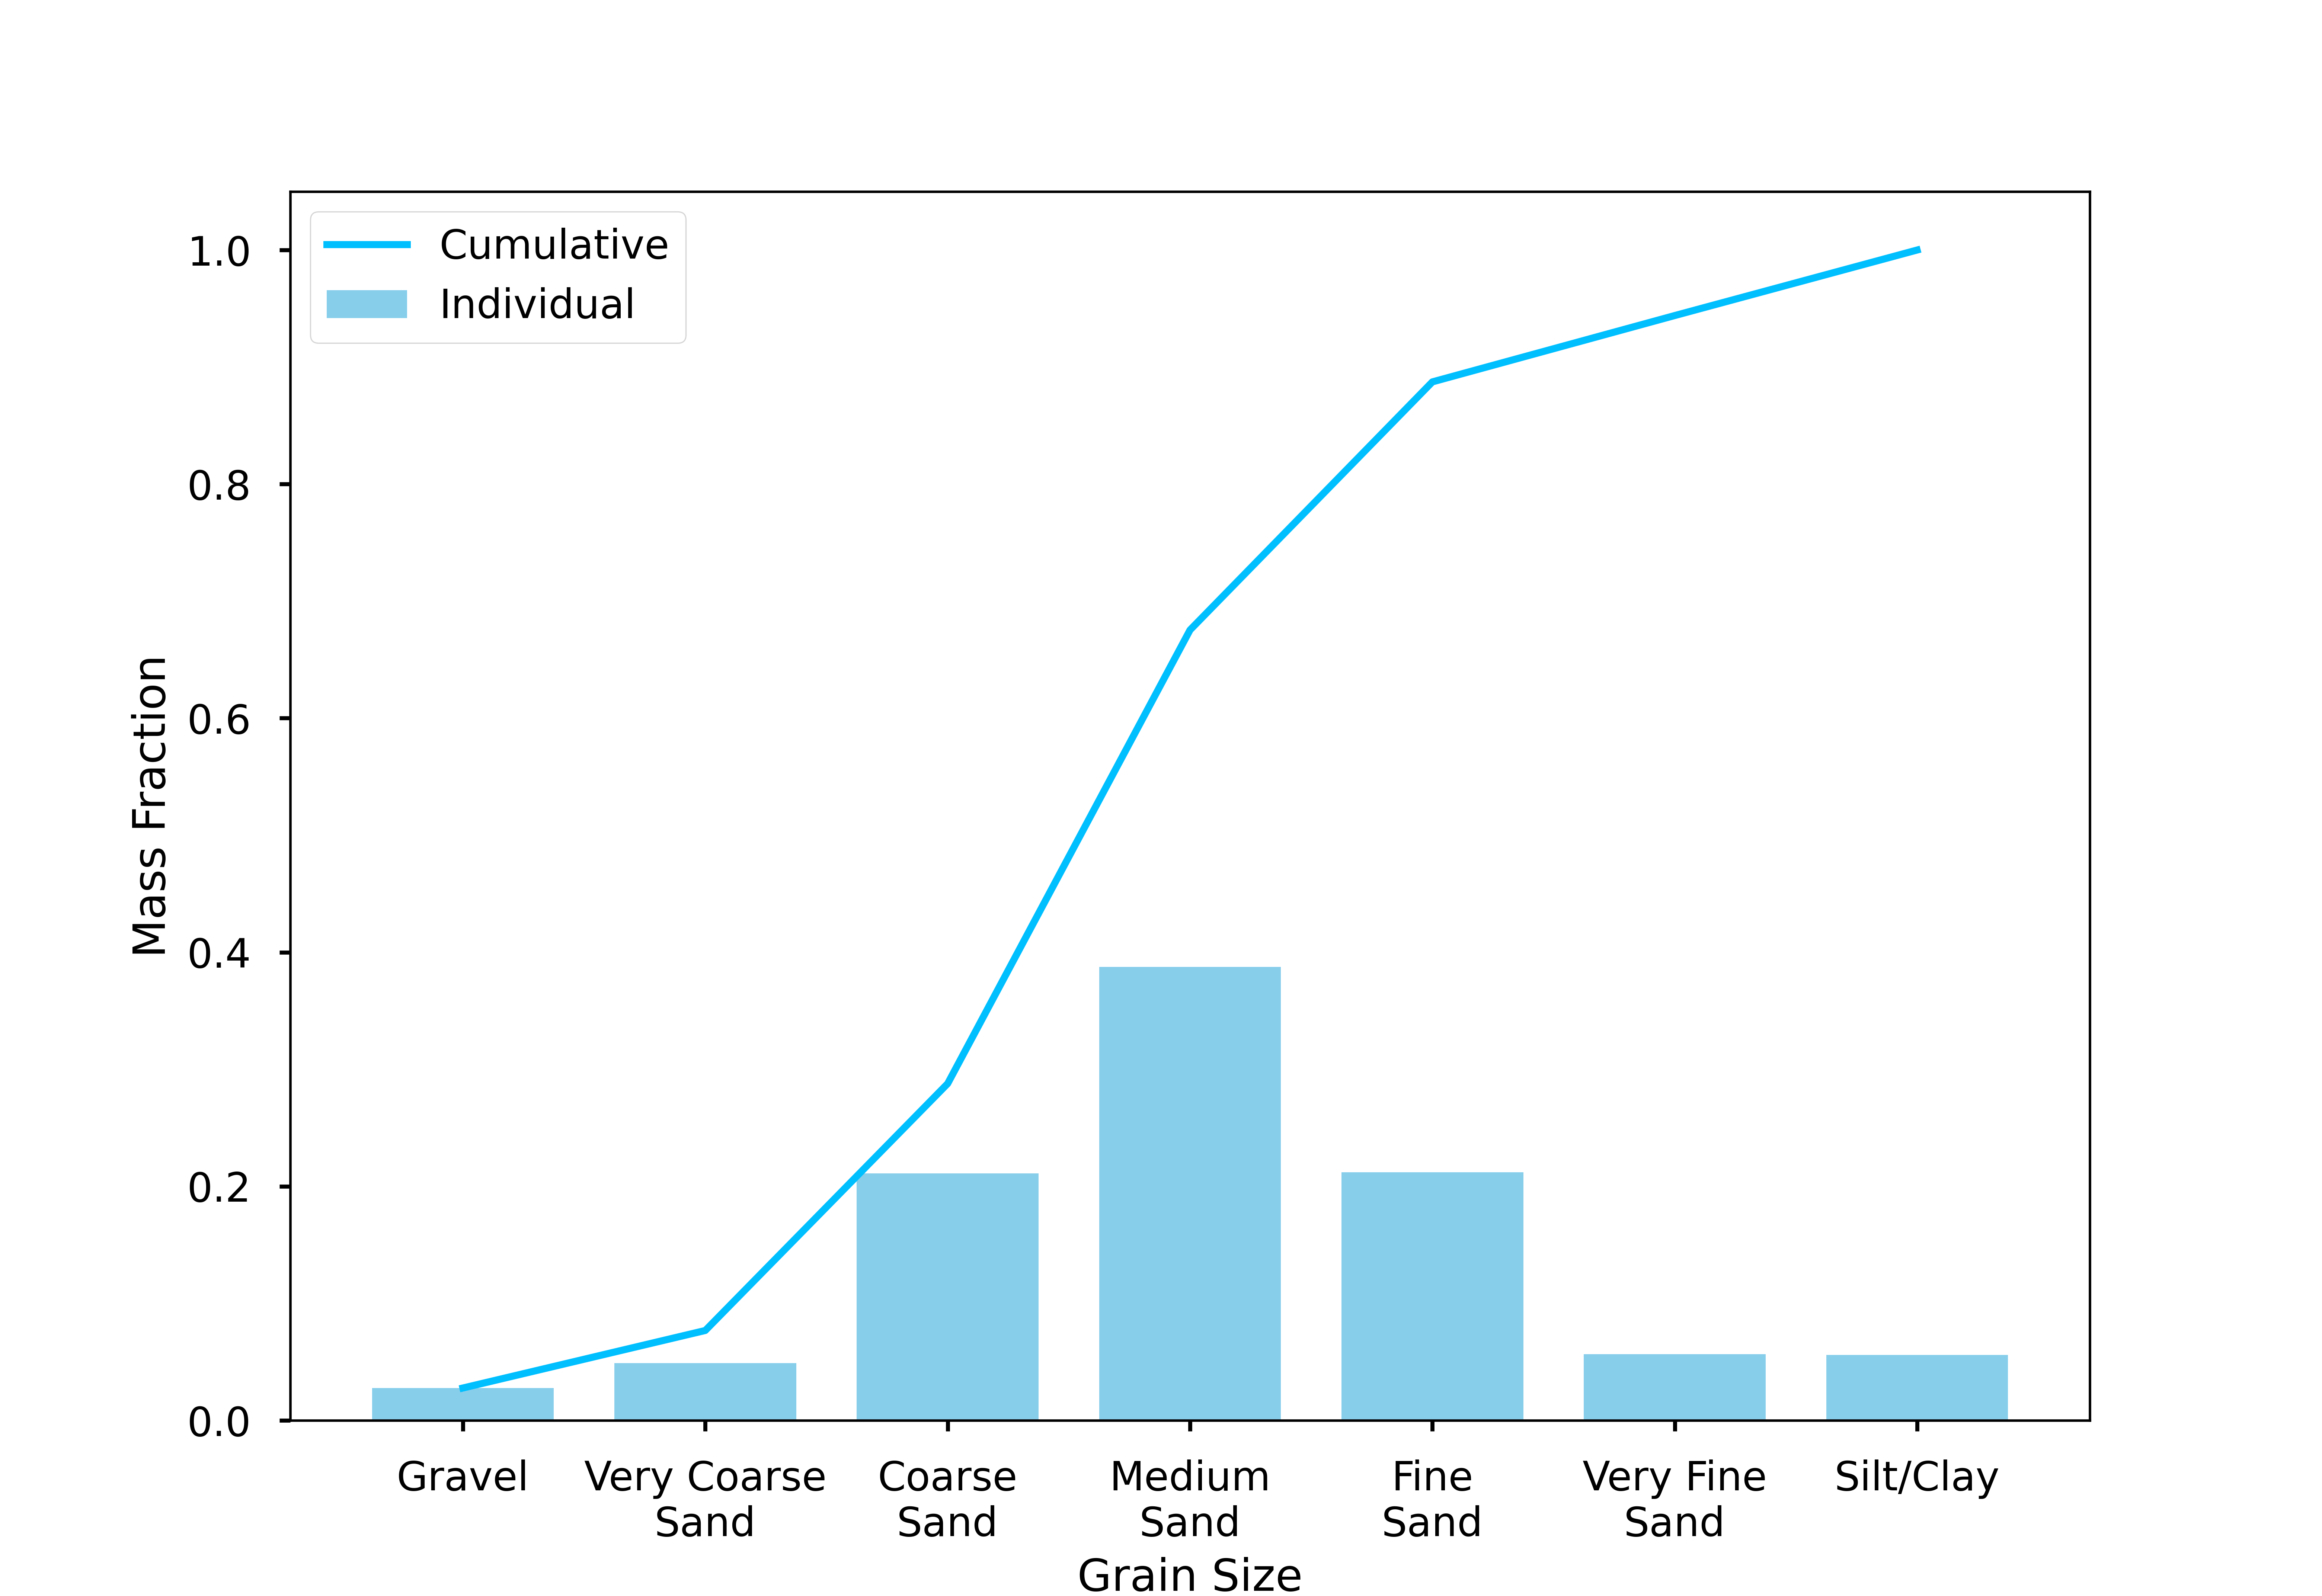 Cumulative
Individual
1.0
0.8
0.6
0.4
0.2
0.0
Mass Fraction
Gravel
Very Coarse
Sand
Coarse
Sand
Medium
Sand
Fine
Sand
Very Fine
Sand
Silt/Clay
Grain Size